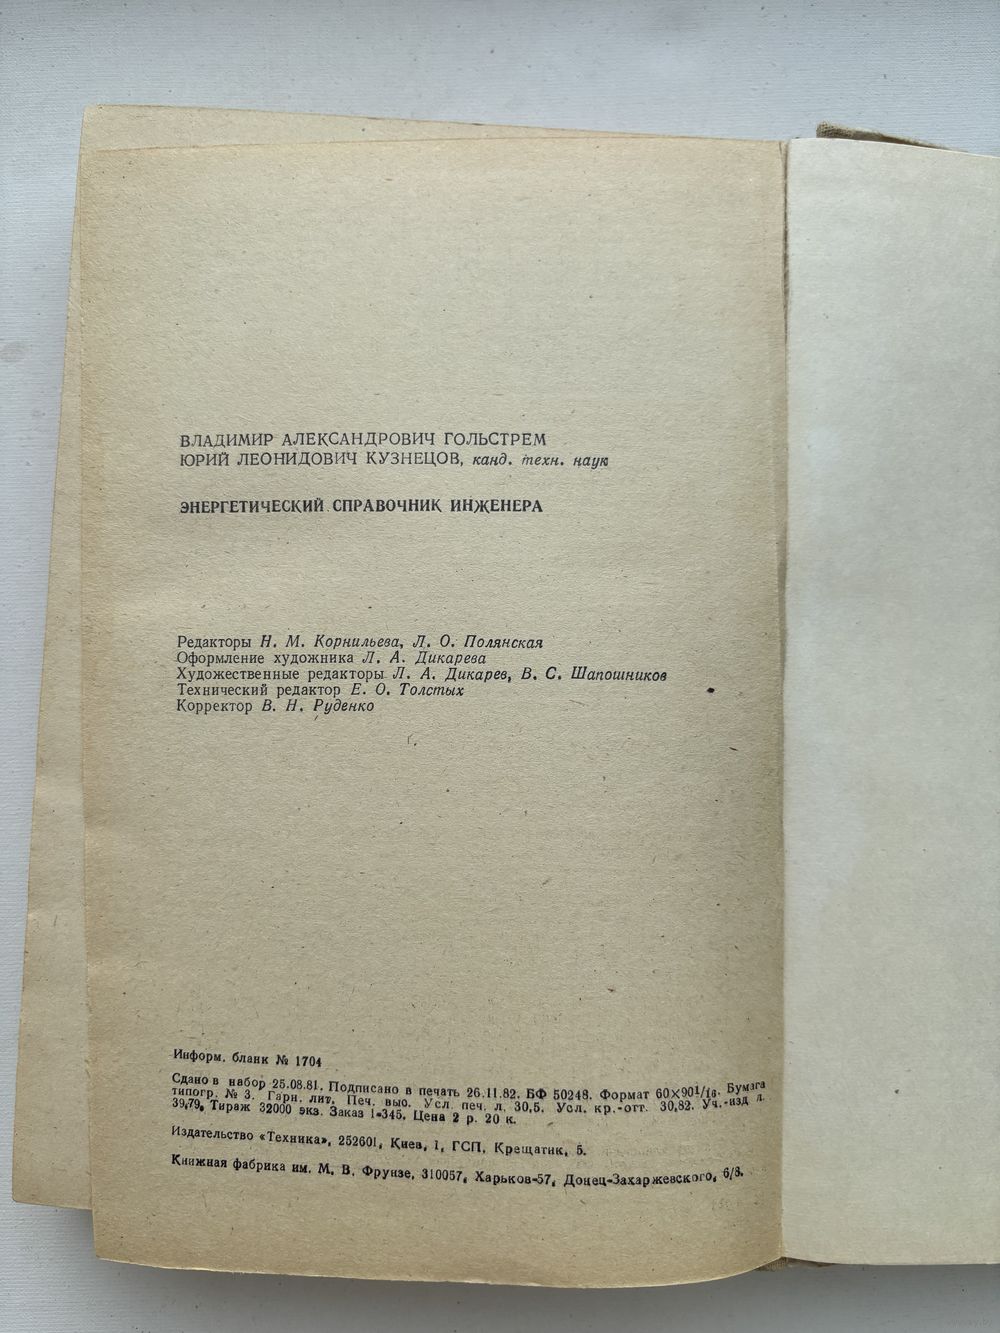 ВЛАДИМИР АЛЕКСАНДРОВИЧ ГОЛЬСТРЕМ
ЮРИЙ ЛЕОНИДОВИЧ КУЗНЕЦОВ, канд. техн. наук
ЭНЕРГЕТИЧЕСКИЙ СПРАВОЧНИК ИНЖЕНЕРА
Редакторы Н. М. Корнильева, Л. О. Полянская
Оформление художника Л. А. Дикарева
Художественные редакторы Л. А. Дикарев, В. С. Шапошников
Технический редактор Е. О. Толстых
Корректор В. Н. Руденко
Информ. бланк № 1704
Сдано в набор 25.08.81. Подписано в печать 26.11.82. БФ 50248. Формат 60×90 1/16. Бумага
типогр. № 3. Гарн. лит. Печ. выс. Усл. печ. л. 30,5. Усл. кр.-отт. 30,82. Уч.-изд. л.
39,79. Тираж 32000 экз. Заказ 1-345. Цена 2 р. 20 к.
Издательство «Техника», 252601, Киев, 1, ГСП, Крещатик, 5.
Книжная фабрика им. М. В. Фрунзе, 310057, Харьков-57, Донец-Захаржевского, 6/8.